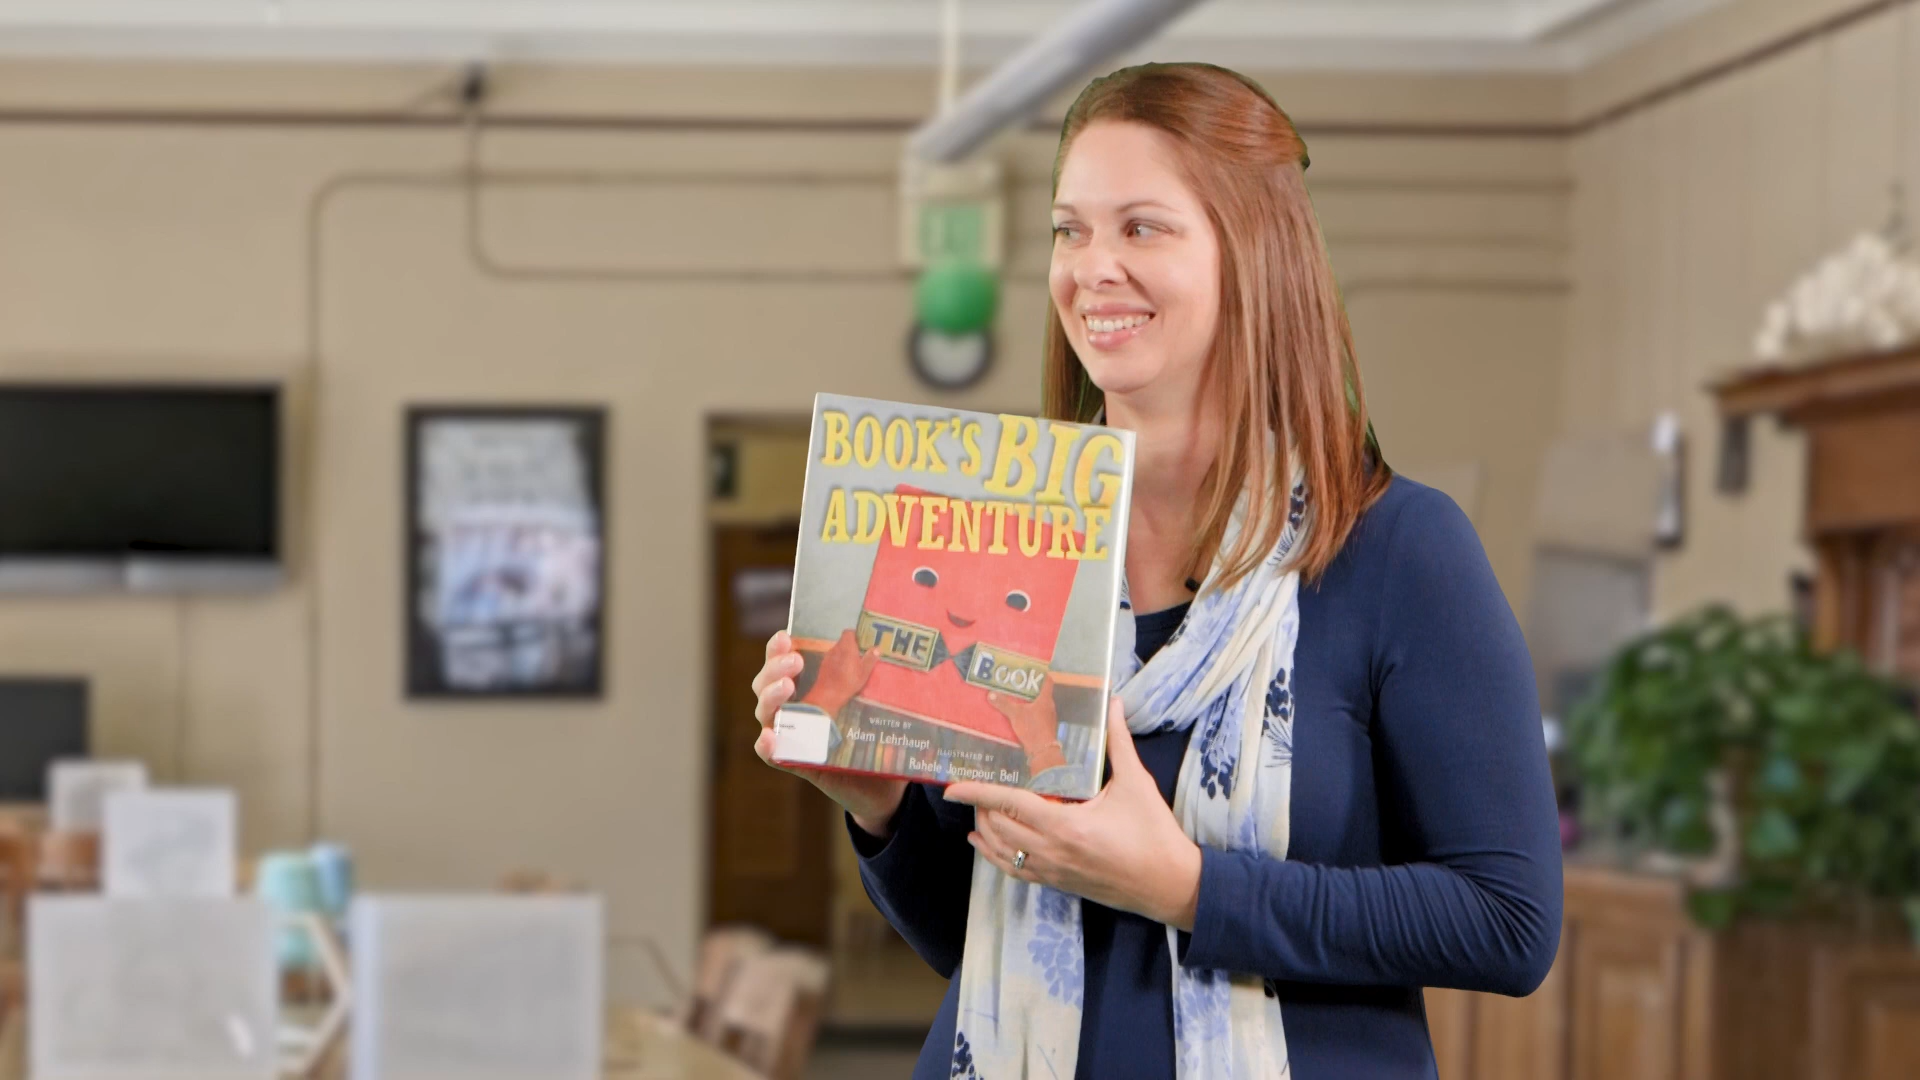 BOOK'S BIG
ADVENTURE
THE BOOK
WRITTEN BY
Adam Lehrhaupt
ILLUSTRATED BY
Rahele Jomepour Bell